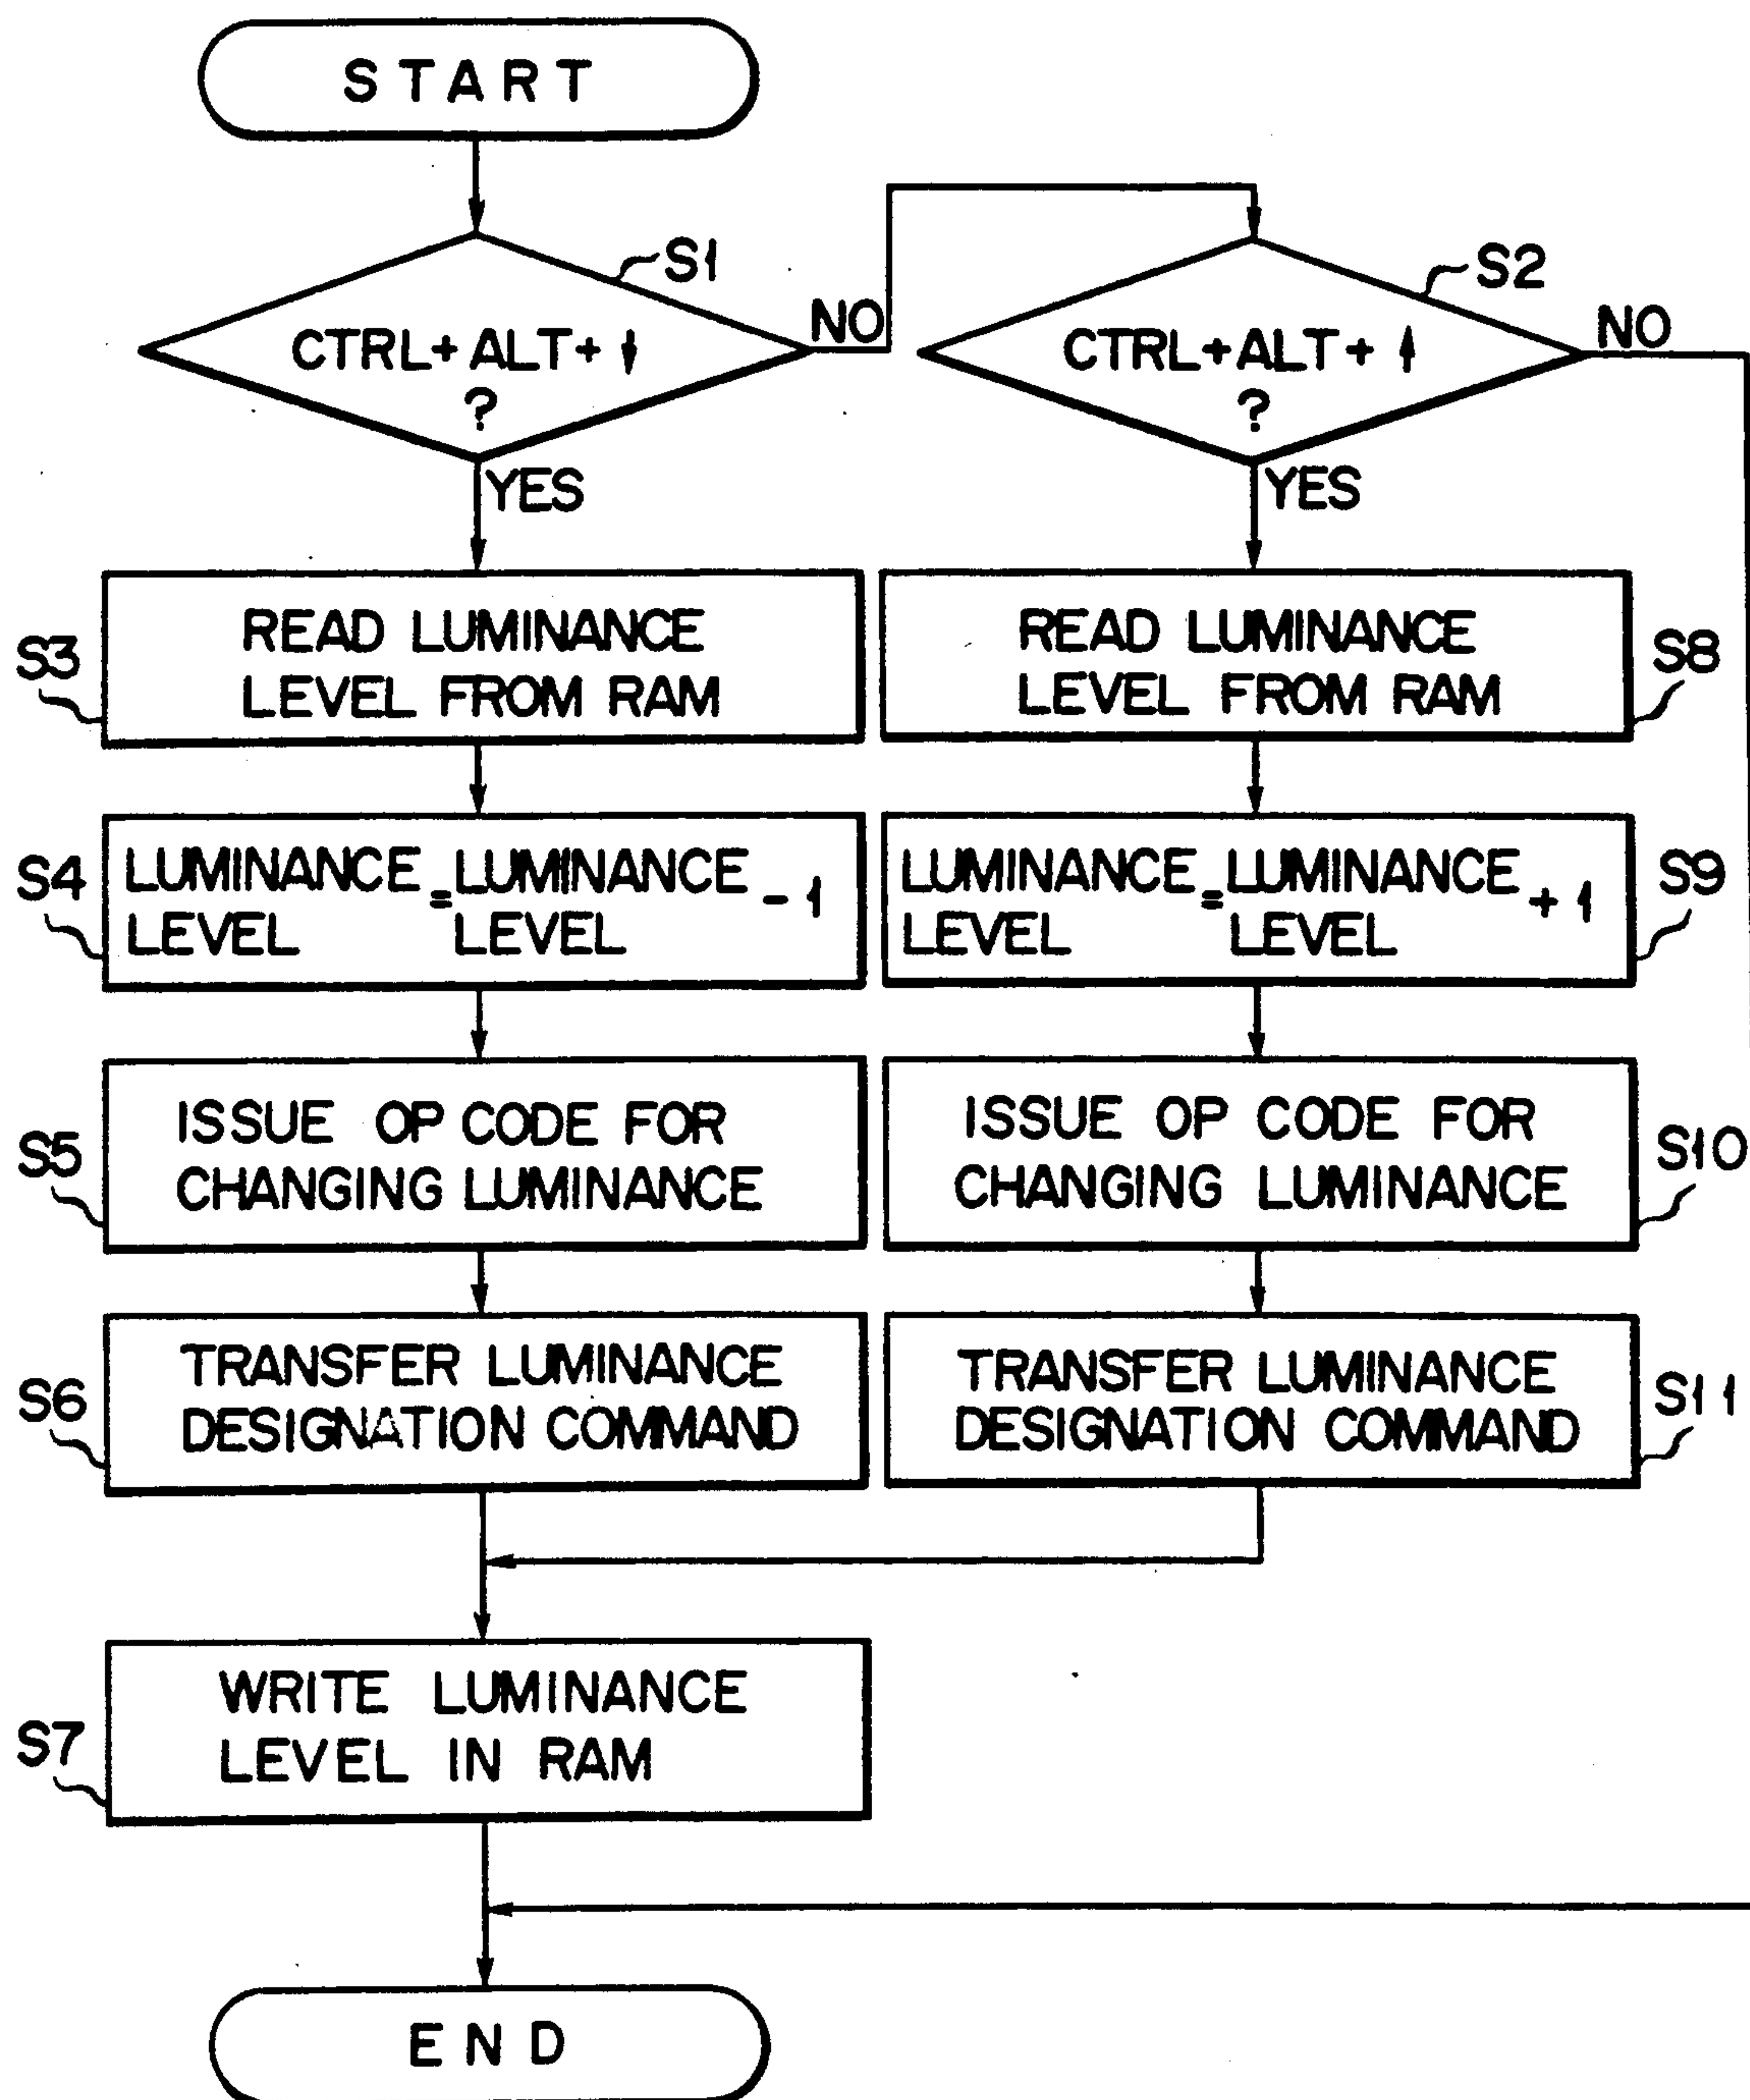 START
S1
CTRL+ALT+ ↓
?
NO
YES
S2
CTRL+ALT+ ↑
?
NO
YES
S3
READ LUMINANCE
LEVEL FROM RAM
S4
LUMINANCE = LUMINANCE - 1
LEVEL LEVEL
S5
ISSUE OP CODE FOR
CHANGING LUMINANCE
S6
TRANSFER LUMINANCE
DESIGNATION COMMAND
S7
WRITE LUMINANCE
LEVEL IN RAM
S8
READ LUMINANCE
LEVEL FROM RAM
S9
LUMINANCE = LUMINANCE + 1
LEVEL LEVEL
S10
ISSUE OP CODE FOR
CHANGING LUMINANCE
S11
TRANSFER LUMINANCE
DESIGNATION COMMAND
END